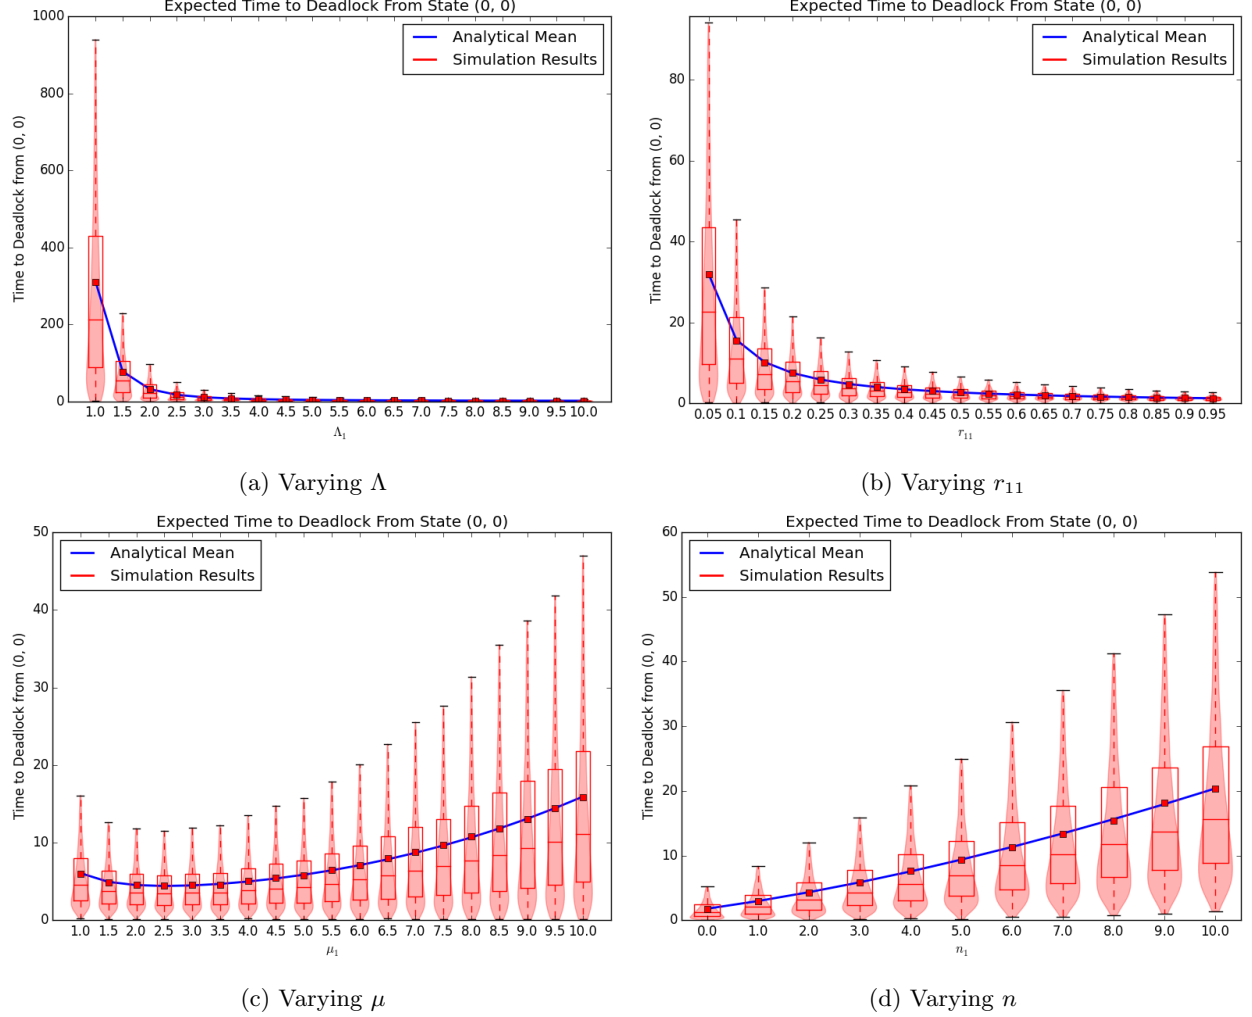 Expected Time to Deadlock From State (0, 0)
1000
800
600
400
200
0
Time to Deadlock from (0, 0)
Analytical Mean
Simulation Results
1.0 1.5 2.0 2.5 3.0 3.5 4.0 4.5 5.0 5.5 6.0 6.5 7.0 7.5 8.0 8.5 9.0 9.5 10.0
Λ₁
(a) Varying Λ
Expected Time to Deadlock From State (0, 0)
80
60
40
20
0
Time to Deadlock from (0, 0)
Analytical Mean
Simulation Results
0.05 0.1 0.15 0.2 0.25 0.3 0.35 0.4 0.45 0.5 0.55 0.6 0.65 0.7 0.75 0.8 0.85 0.9 0.95
r₁₁
(b) Varying r₁₁
Expected Time to Deadlock From State (0, 0)
50
40
30
20
10
0
Time to Deadlock from (0, 0)
Analytical Mean
Simulation Results
1.0 1.5 2.0 2.5 3.0 3.5 4.0 4.5 5.0 5.5 6.0 6.5 7.0 7.5 8.0 8.5 9.0 9.5 10.0
μ₁
(c) Varying μ
Expected Time to Deadlock From State (0, 0)
60
50
40
30
20
10
0
Time to Deadlock from (0, 0)
Analytical Mean
Simulation Results
0.0 1.0 2.0 3.0 4.0 5.0 6.0 7.0 8.0 9.0 10.0
n₁
(d) Varying n